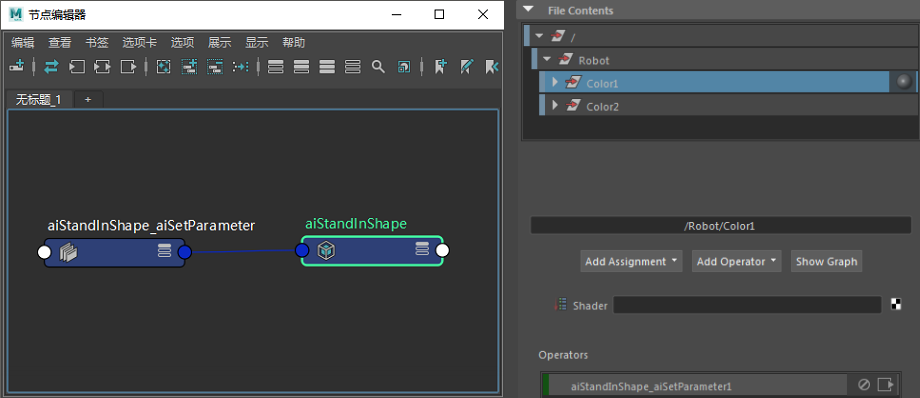 节点编辑器
编辑 查看 书签 选项卡 选项 展示 显示 帮助
无标题_1 +
aiStandInShape_aiSetParameter
aiStandInShape
File Contents
/
Robot
Color1
Color2
/Robot/Color1
Add Assignment Add Operator Show Graph
Shader
Operators
aiStandInShape_aiSetParameter1